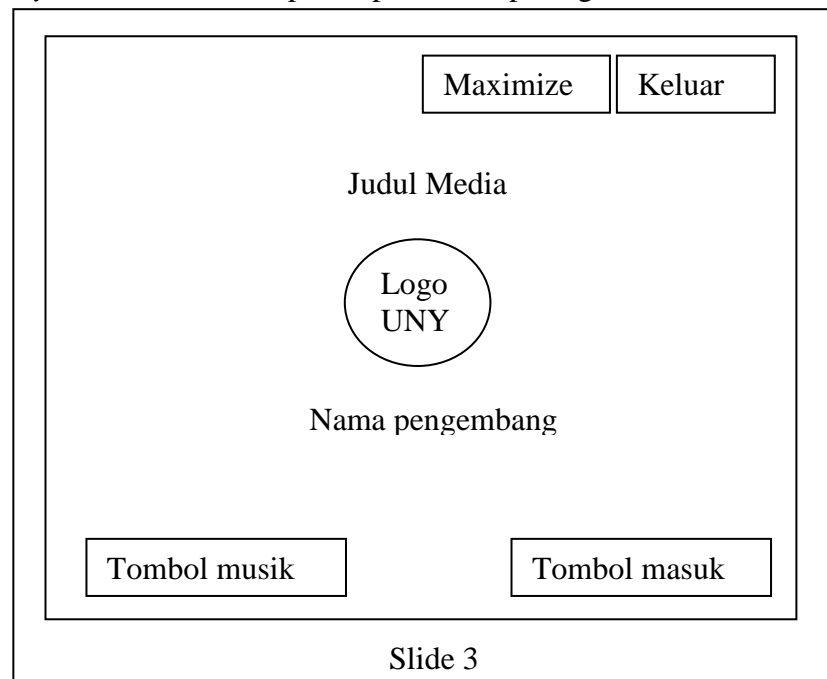 Maximize
Keluar
Judul Media
Logo
UNY
Nama pengembang
Tombol musik
Tombol masuk
Slide 3